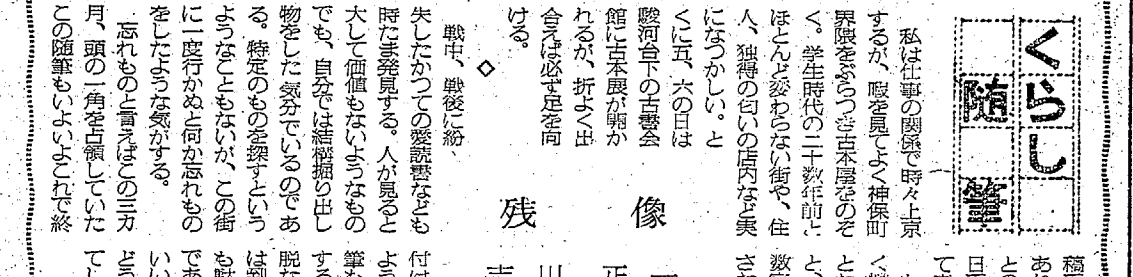 くらし
随筆
残像
私は仕事の関係で時々上京
するが、暇を見てよく神保町
界隈をぶらつき古本屋をのぞ
く。学生時代の二十数年前と
ほとんど変わらない街や、住
人、独得の匂いの店内など実
になつかしい。と
くに五、六の日は
駿河台下の古書会
館に古本展が開か
れるが、折よく出
合えば必ず足を向
ける。
◇
戦中、戦後に紛
失したかつての愛読書なども
時たま発見する。人が見ると
大して価値もないようなもの
でも、自分では結構掘り出し
物をした気分でいるのであ
る。特定のものを探すという
ようなこともないが、この街
に一度行かぬと何か忘れもの
をしたような気がする。
忘れものと言えばこの三カ
月、頭の一角を占領していた
この随筆もいよいよこれで終